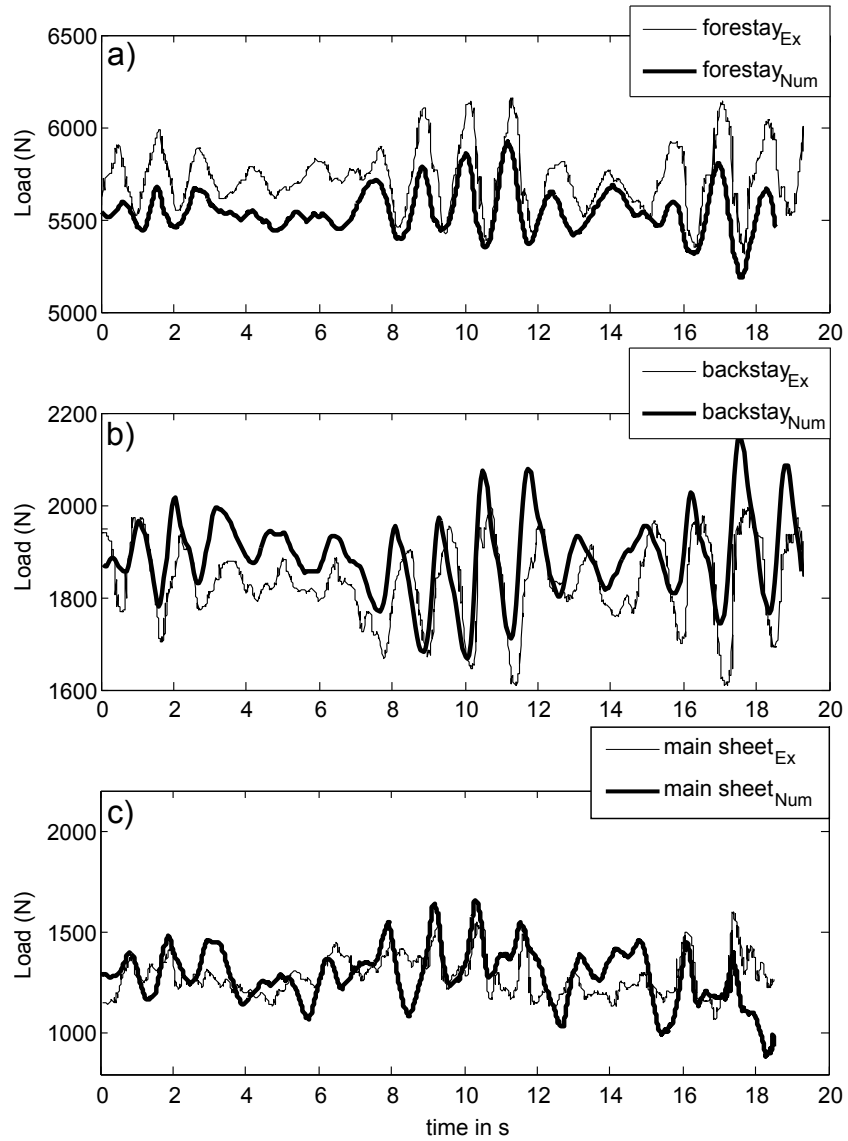 a)
forestay_Ex
forestay_Num
Load (N)
6500
6000
5500
5000
0 2 4 6 8 10 12 14 16 18 20
b)
backstay_Ex
backstay_Num
Load (N)
2200
2000
1800
1600
0 2 4 6 8 10 12 14 16 18 20
c)
main sheet_Ex
main sheet_Num
Load (N)
2000
1500
1000
0 2 4 6 8 10 12 14 16 18 20
time in s